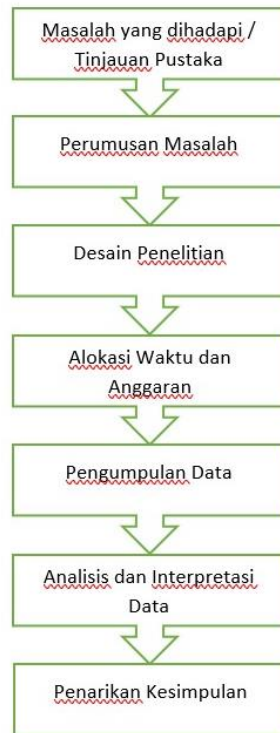 Masalah yang dihadapi /
Tinjauan Pustaka
Perumusan Masalah
Desain Penelitian
Alokasi Waktu dan
Anggaran
Pengumpulan Data
Analisis dan Interpretasi
Data
Penarikan Kesimpulan